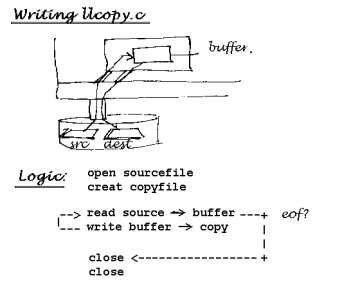 Writing llcopy.c
buffer.
src dest
Logic: open sourcefile
creat copyfile
--> read source → buffer ---+ eof?
|___ write buffer → copy |
close <--------------+
close